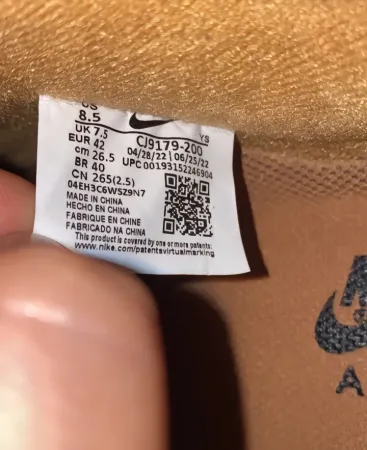 US 8.5
UK 7.5 YS
EUR 42 CJ9179-200
cm 26.5 04/28/22 | 06/25/22
BR 40 UPC 00193152246904
CN 265(2.5)
04EH3C6WSZ9N7
MADE IN CHINA
HECHO EN CHINA
FABRIQUE EN CHINE
FABRICADO NA CHINA
This product is covered by one or more patents:
www.nike.com/patentsvirtualmarking